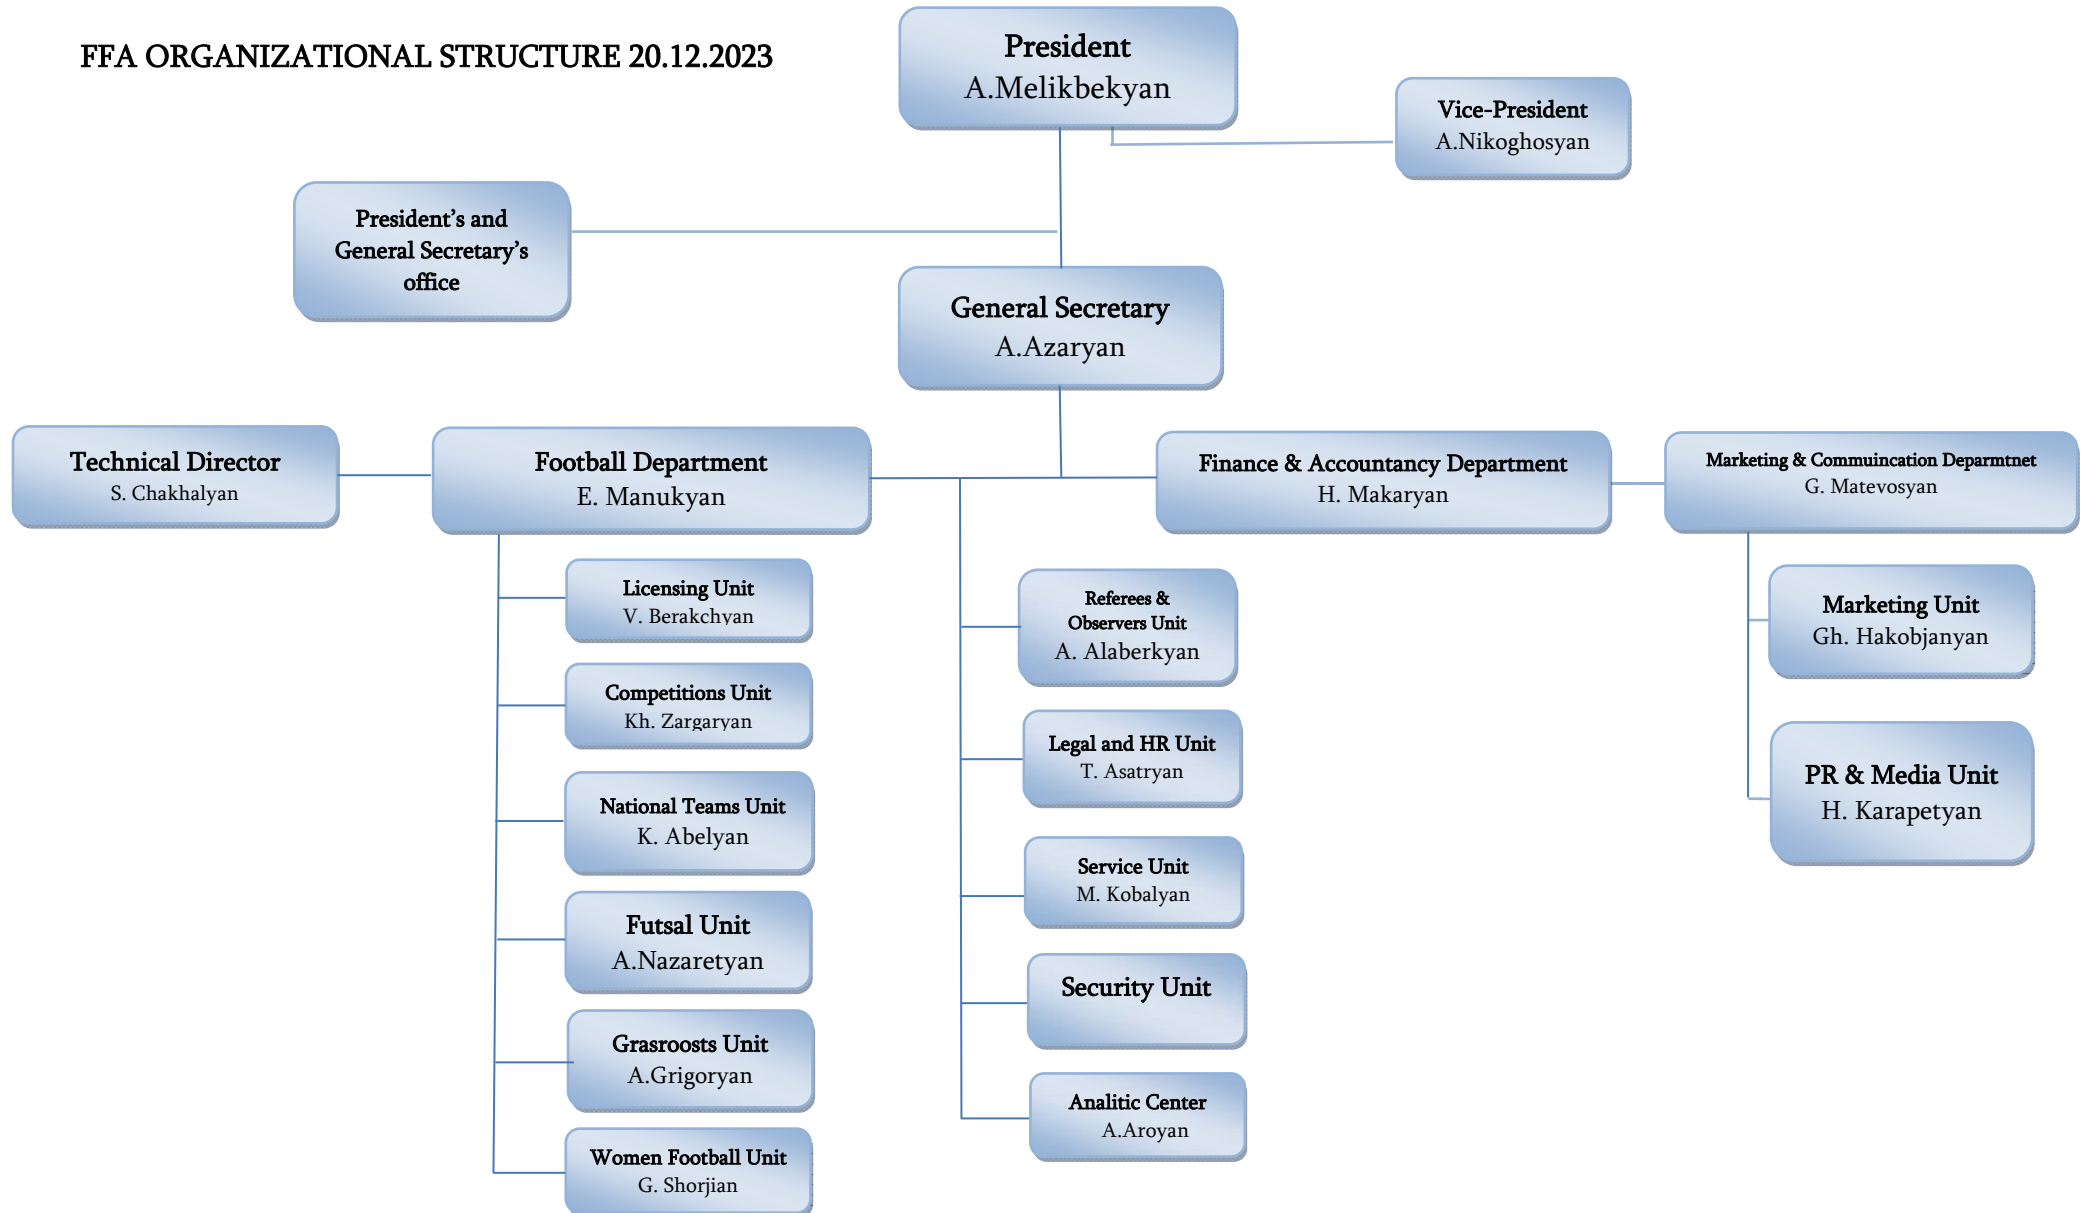 FFA ORGANIZATIONAL STRUCTURE 20.12.2023
President
A.Melikbekyan
Vice-President
A.Nikoghosyan
President’s and
General Secretary’s
office
General Secretary
A.Azaryan
Technical Director
S. Chakhalyan
Football Department
E. Manukyan
Finance & Accountancy Department
H. Makaryan
Marketing & Commuincation Deparmtnet
G. Matevosyan
Licensing Unit
V. Berakchyan
Competitions Unit
Kh. Zargaryan
National Teams Unit
K. Abelyan
Futsal Unit
A.Nazaretyan
Grasroosts Unit
A.Grigoryan
Women Football Unit
G. Shorjian
Referees &
Observers Unit
A. Alaberkyan
Legal and HR Unit
T. Asatryan
Service Unit
M. Kobalyan
Security Unit
Analitic Center
A.Aroyan
Marketing Unit
Gh. Hakobjanyan
PR & Media Unit
H. Karapetyan